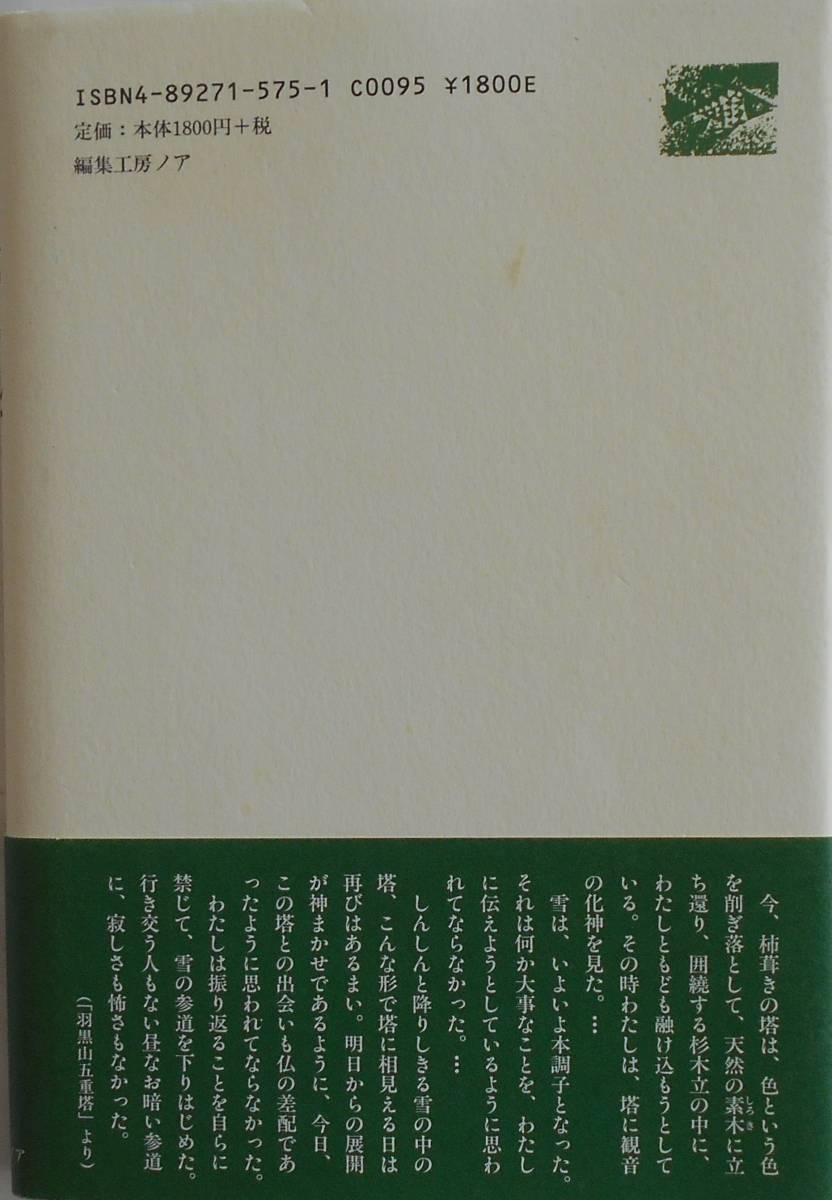 ISBN4-89271-575-1 C0095 ¥1800E
定価：本体1800円＋税
編集工房ノア
今、柿葺きの塔は、色という色
を削ぎ落として、天然の素木に立
しろき
ち還り、囲繞する杉木立の中に、
わたしともども融け込もうとして
いる。その時わたしは、塔に観音
の化神を見た。…
雪は、いよいよ本調子となった。
それは何か大事なことを、わたし
に伝えようとしているように思わ
れてならなかった。…
しんしんと降りしきる雪の中の
塔、こんな形で塔に相見える日は
再びはあるまい。明日からの展開
が神まかせであるように、今日、
この塔との出会いも仏の差配であ
ったように思われてならなかった。
わたしは振り返ることを自らに
禁じて、雪の参道を下りはじめた。
行き交う人もない昼なお暗い参道
に、寂しさも怖さもなかった。
（「羽黒山五重塔」より）
ア